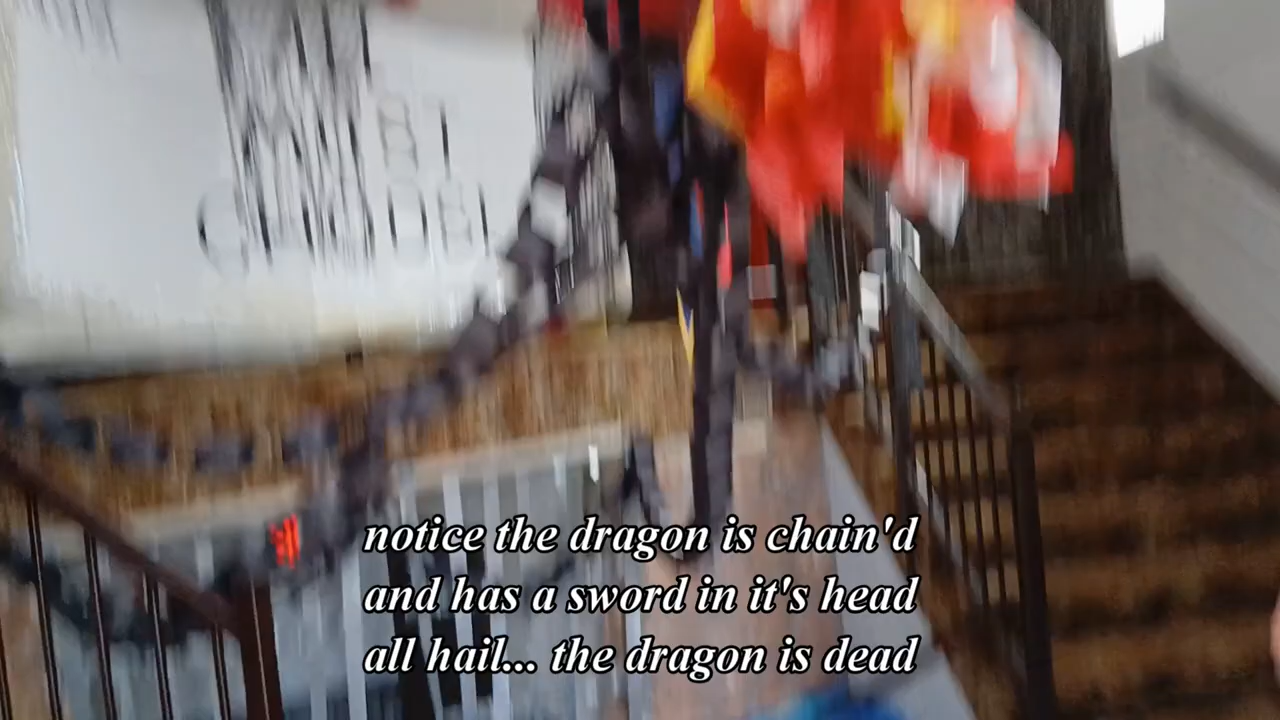 notice the dragon is chain'd
and has a sword in it's head
all hail... the dragon is dead